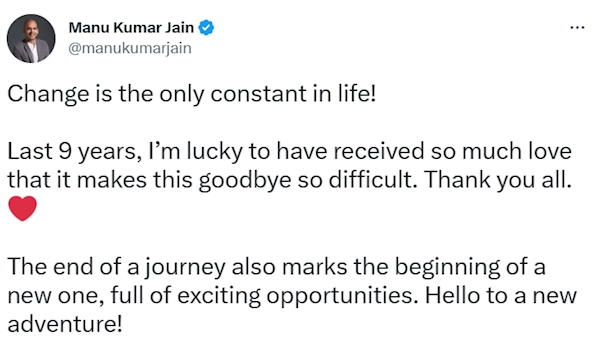 Manu Kumar Jain
@manukumarjain
Change is the only constant in life!
Last 9 years, I’m lucky to have received so much love
that it makes this goodbye so difficult. Thank you all.
❤️
The end of a journey also marks the beginning of a
new one, full of exciting opportunities. Hello to a new
adventure!